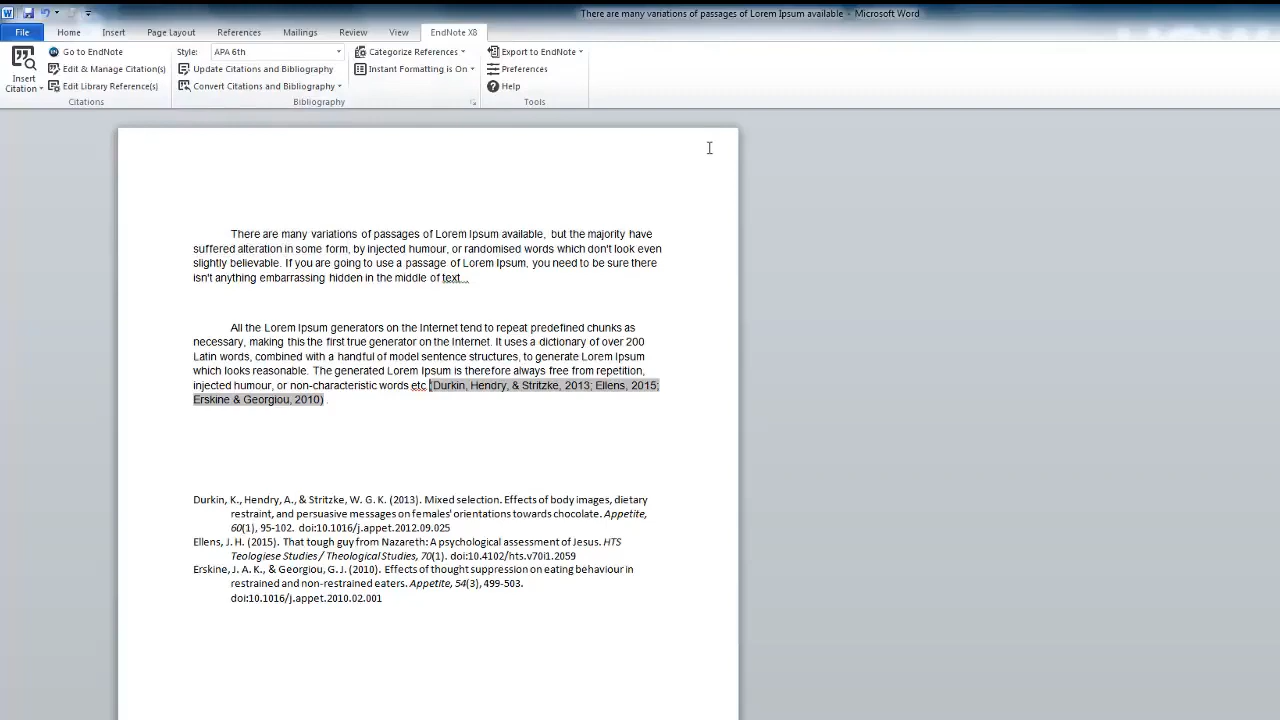 There are many variations of passages of Lorem Ipsum available - Microsoft Word
File Home Insert Page Layout References Mailings Review View EndNote X8
Insert Citation
Go to EndNote
Edit & Manage Citation(s)
Edit Library Reference(s)
Citations
Style: APA 6th
Update Citations and Bibliography
Convert Citations and Bibliography
Categorize References
Instant Formatting is On
Bibliography
Export to EndNote
Preferences
Help
Tools
There are many variations of passages of Lorem Ipsum available, but the majority have
suffered alteration in some form, by injected humour, or randomised words which don't look even
slightly believable. If you are going to use a passage of Lorem Ipsum, you need to be sure there
isn't anything embarrassing hidden in the middle of text...
All the Lorem Ipsum generators on the Internet tend to repeat predefined chunks as
necessary, making this the first true generator on the Internet. It uses a dictionary of over 200
Latin words, combined with a handful of model sentence structures, to generate Lorem Ipsum
which looks reasonable. The generated Lorem Ipsum is therefore always free from repetition,
injected humour, or non-characteristic words etc (Durkin, Hendry, & Stritzke, 2013; Ellens, 2015;
Erskine & Georgiou, 2010) .
Durkin, K., Hendry, A., & Stritzke, W. G. K. (2013). Mixed selection. Effects of body images, dietary
restraint, and persuasive messages on females' orientations towards chocolate. Appetite,
60(1), 95-102. doi:10.1016/j.appet.2012.09.025
Ellens, J. H. (2015). That tough guy from Nazareth: A psychological assessment of Jesus. HTS
Teologiese Studies / Theological Studies, 70(1). doi:10.4102/hts.v70i1.2059
Erskine, J. A. K., & Georgiou, G. J. (2010). Effects of thought suppression on eating behaviour in
restrained and non-restrained eaters. Appetite, 54(3), 499-503.
doi:10.1016/j.appet.2010.02.001